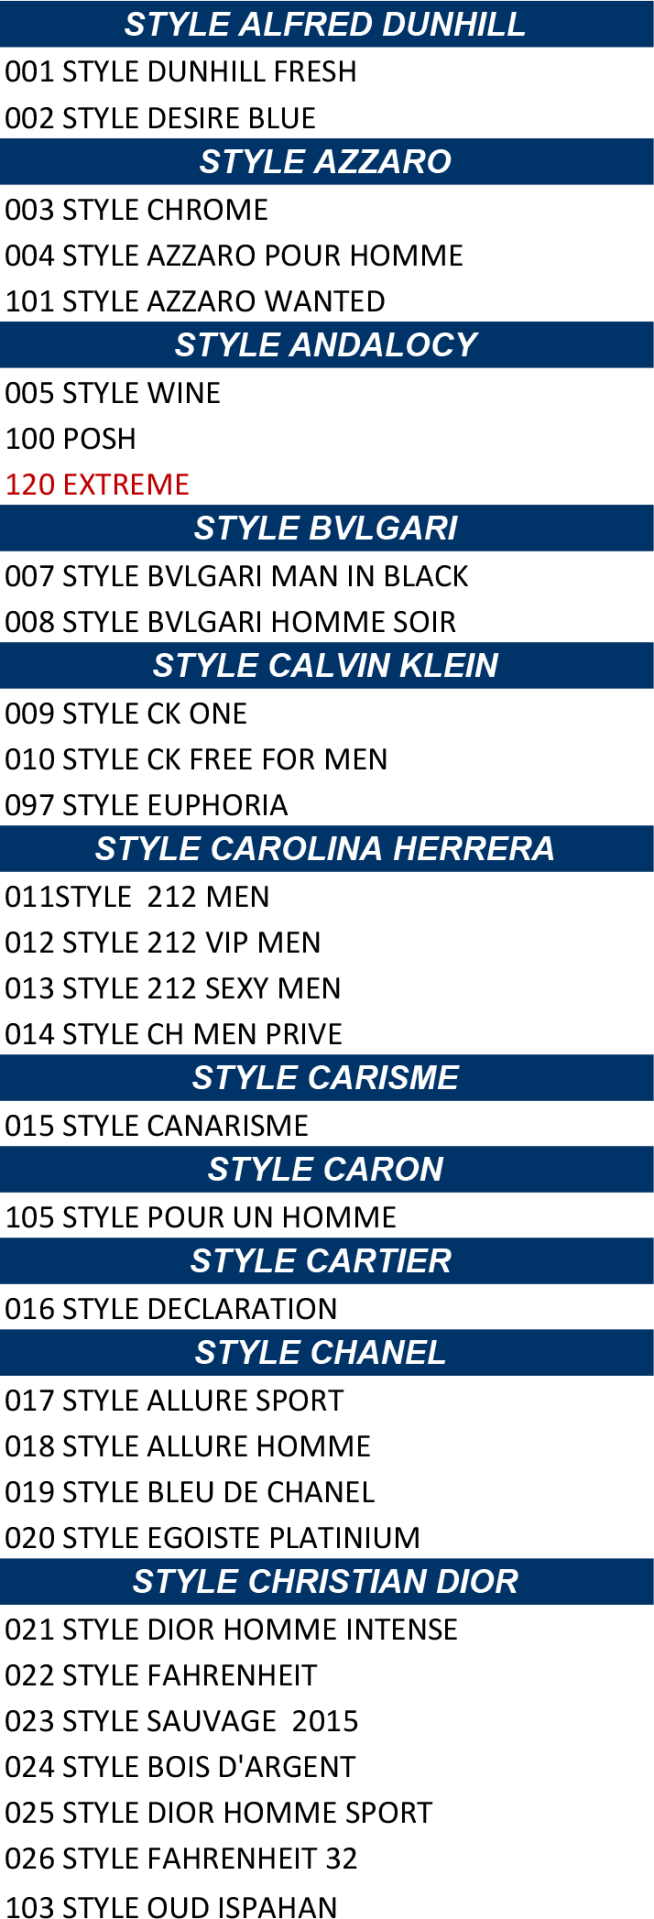 STYLE ALFRED DUNHILL
001 STYLE DUNHILL FRESH
002 STYLE DESIRE BLUE
STYLE AZZARO
003 STYLE CHROME
004 STYLE AZZARO POUR HOMME
101 STYLE AZZARO WANTED
STYLE ANDALOCY
005 STYLE WINE
100 POSH
120 EXTREME
STYLE BVLGARI
007 STYLE BVLGARI MAN IN BLACK
008 STYLE BVLGARI HOMME SOIR
STYLE CALVIN KLEIN
009 STYLE CK ONE
010 STYLE CK FREE FOR MEN
097 STYLE EUPHORIA
STYLE CAROLINA HERRERA
011STYLE  212 MEN
012 STYLE 212 VIP MEN
013 STYLE 212 SEXY MEN
014 STYLE CH MEN PRIVE
STYLE CARISME
015 STYLE CANARISME
STYLE CARON
105 STYLE POUR UN HOMME
STYLE CARTIER
016 STYLE DECLARATION
STYLE CHANEL
017 STYLE ALLURE SPORT
018 STYLE ALLURE HOMME
019 STYLE BLEU DE CHANEL
020 STYLE EGOISTE PLATINIUM
STYLE CHRISTIAN DIOR
021 STYLE DIOR HOMME INTENSE
022 STYLE FAHRENHEIT
023 STYLE SAUVAGE  2015
024 STYLE BOIS D'ARGENT
025 STYLE DIOR HOMME SPORT
026 STYLE FAHRENHEIT 32
103 STYLE OUD ISPAHAN